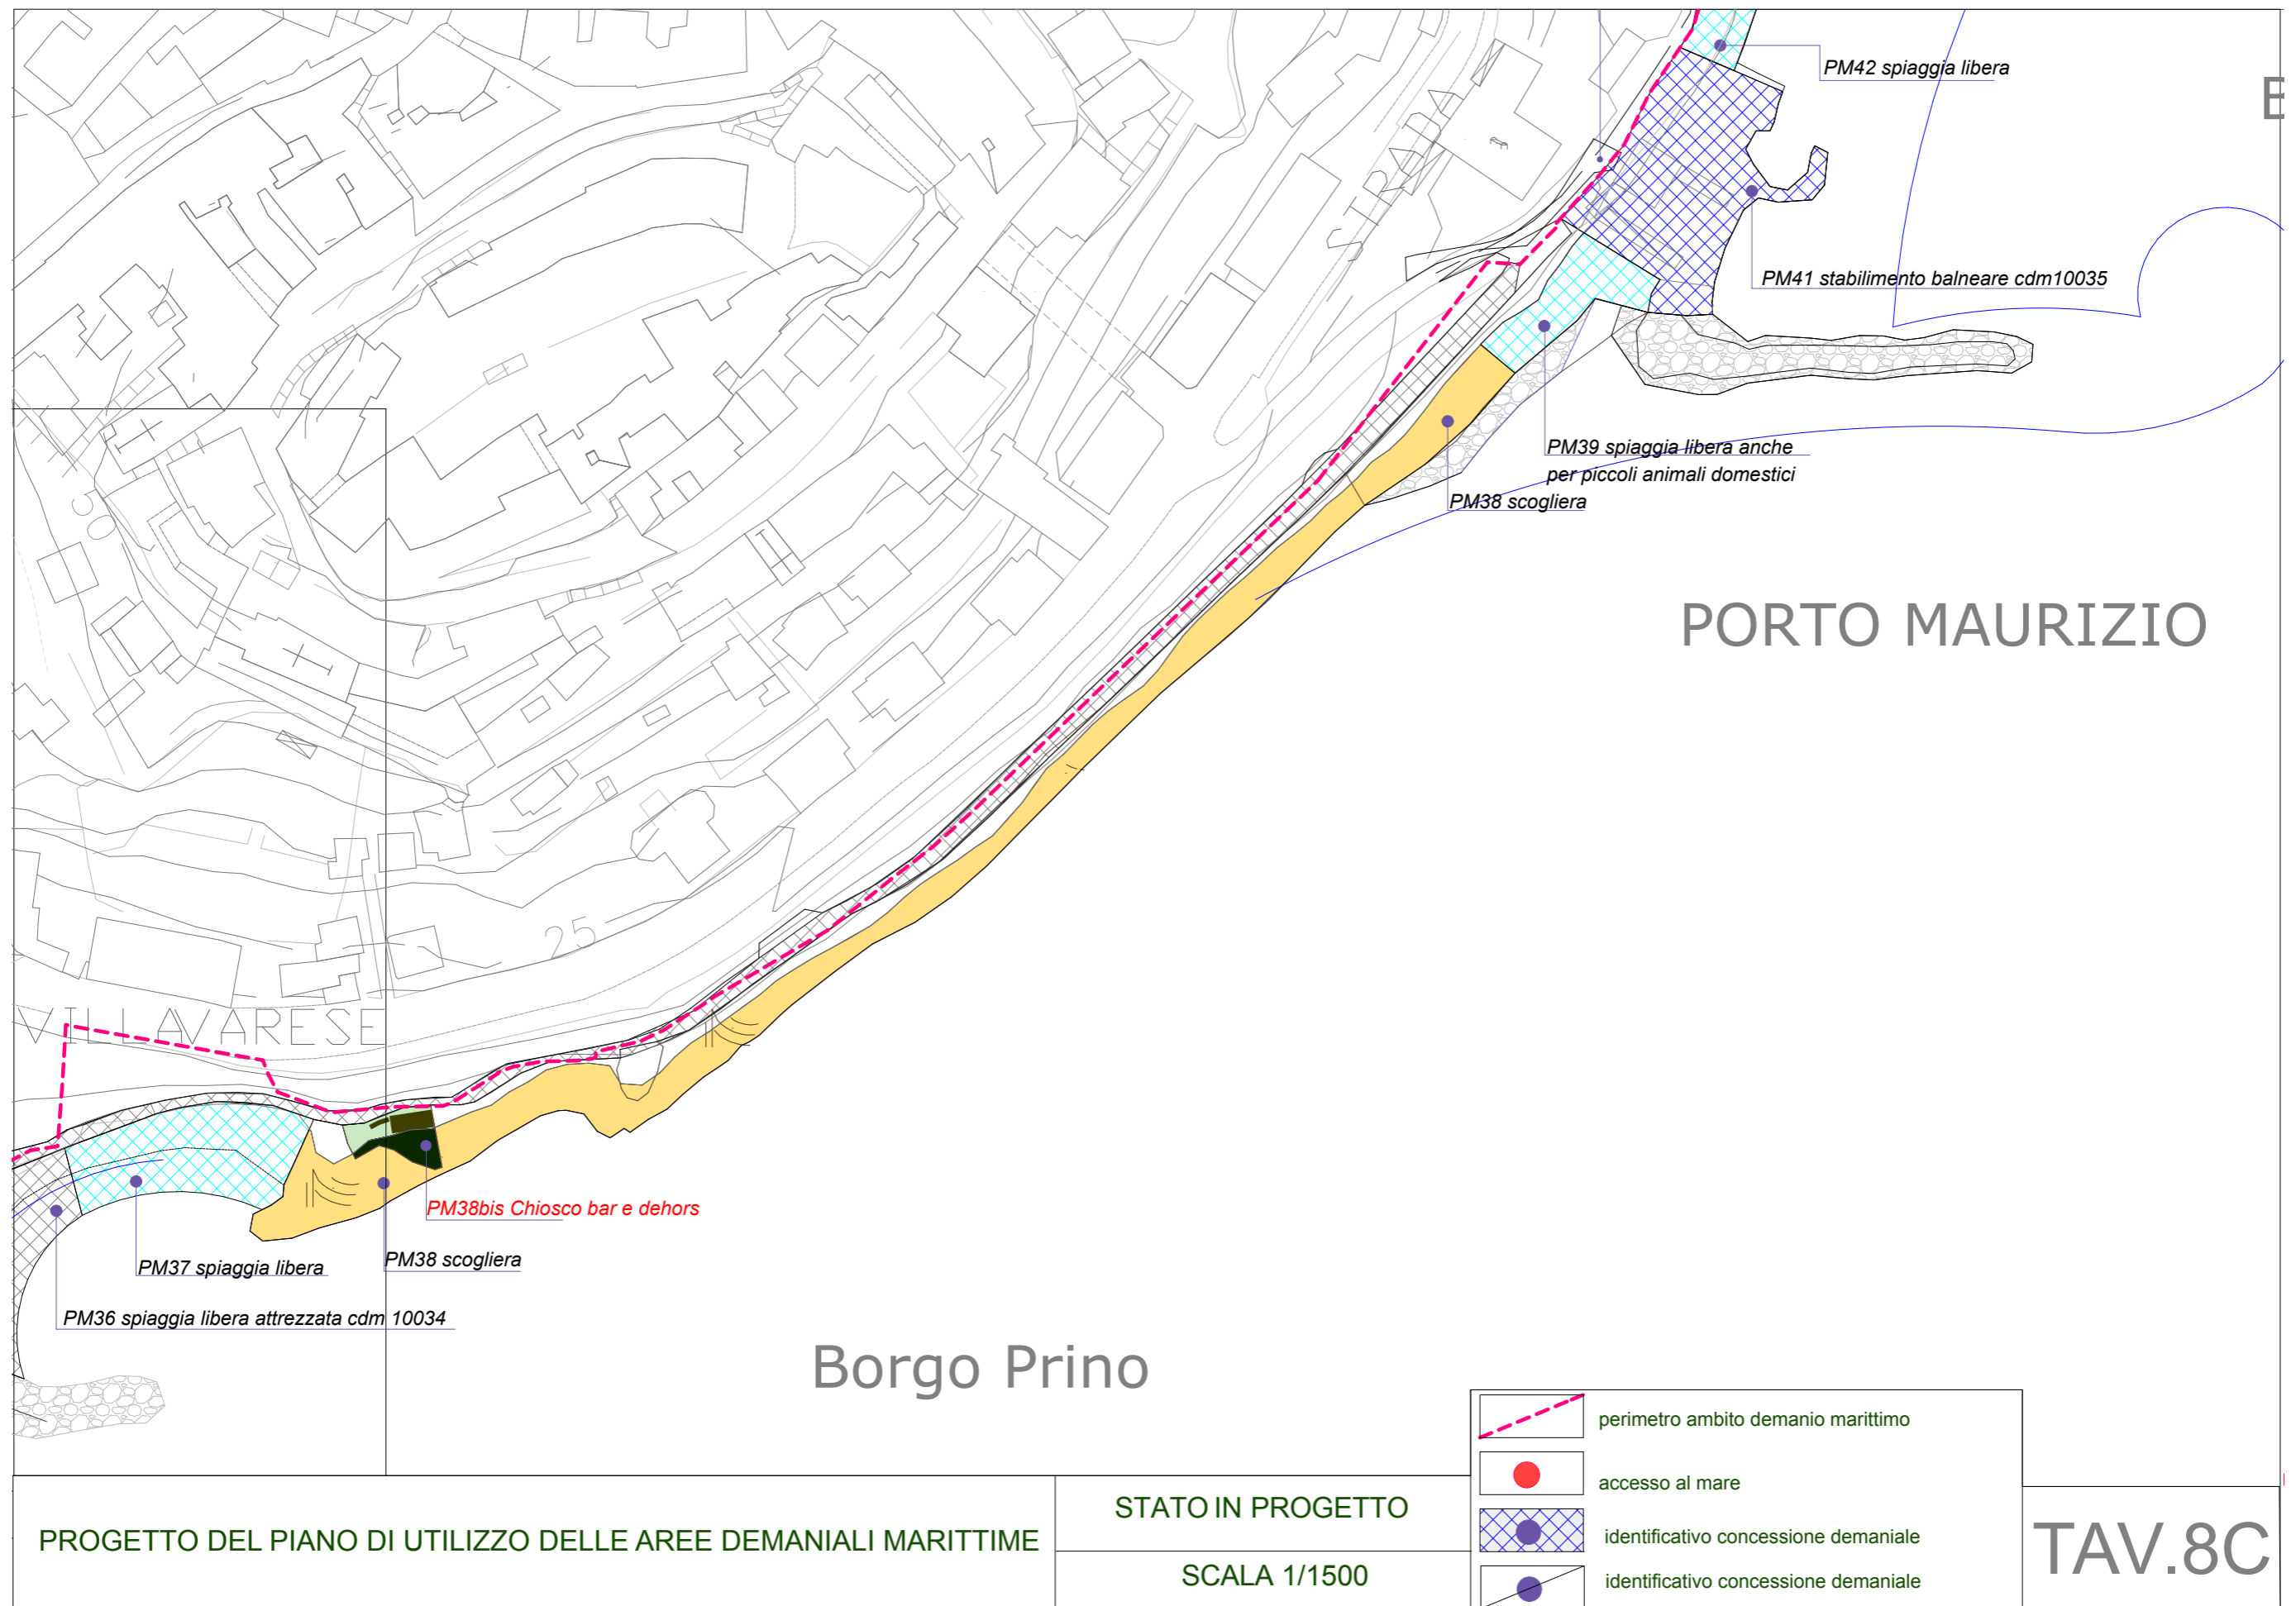 PM42 spiaggia libera
PM41 stabilimento balneare cdm10035
PM39 spiaggia libera anche
per piccoli animali domestici
PM38 scogliera
PORTO MAURIZIO
25
VILLAVARESE
PM38bis Chiosco bar e dehors
PM38 scogliera
PM37 spiaggia libera
PM36 spiaggia libera attrezzata cdm 10034
Borgo Prino
perimetro ambito demanio marittimo
accesso al mare
identificativo concessione demaniale
identificativo concessione demaniale
PROGETTO DEL PIANO DI UTILIZZO DELLE AREE DEMANIALI MARITTIME
STATO IN PROGETTO
SCALA 1/1500
TAV.8C